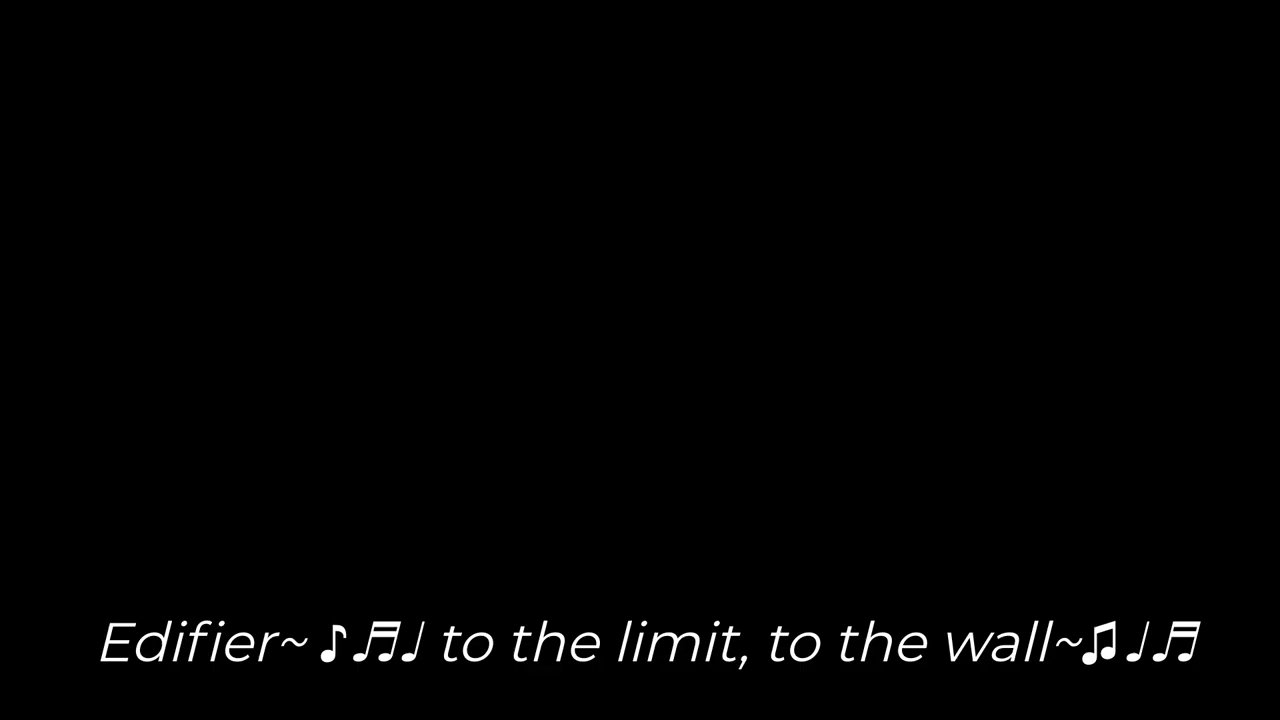 Edifier~ ♪♬♩ to the limit, to the wall~♫♩♬